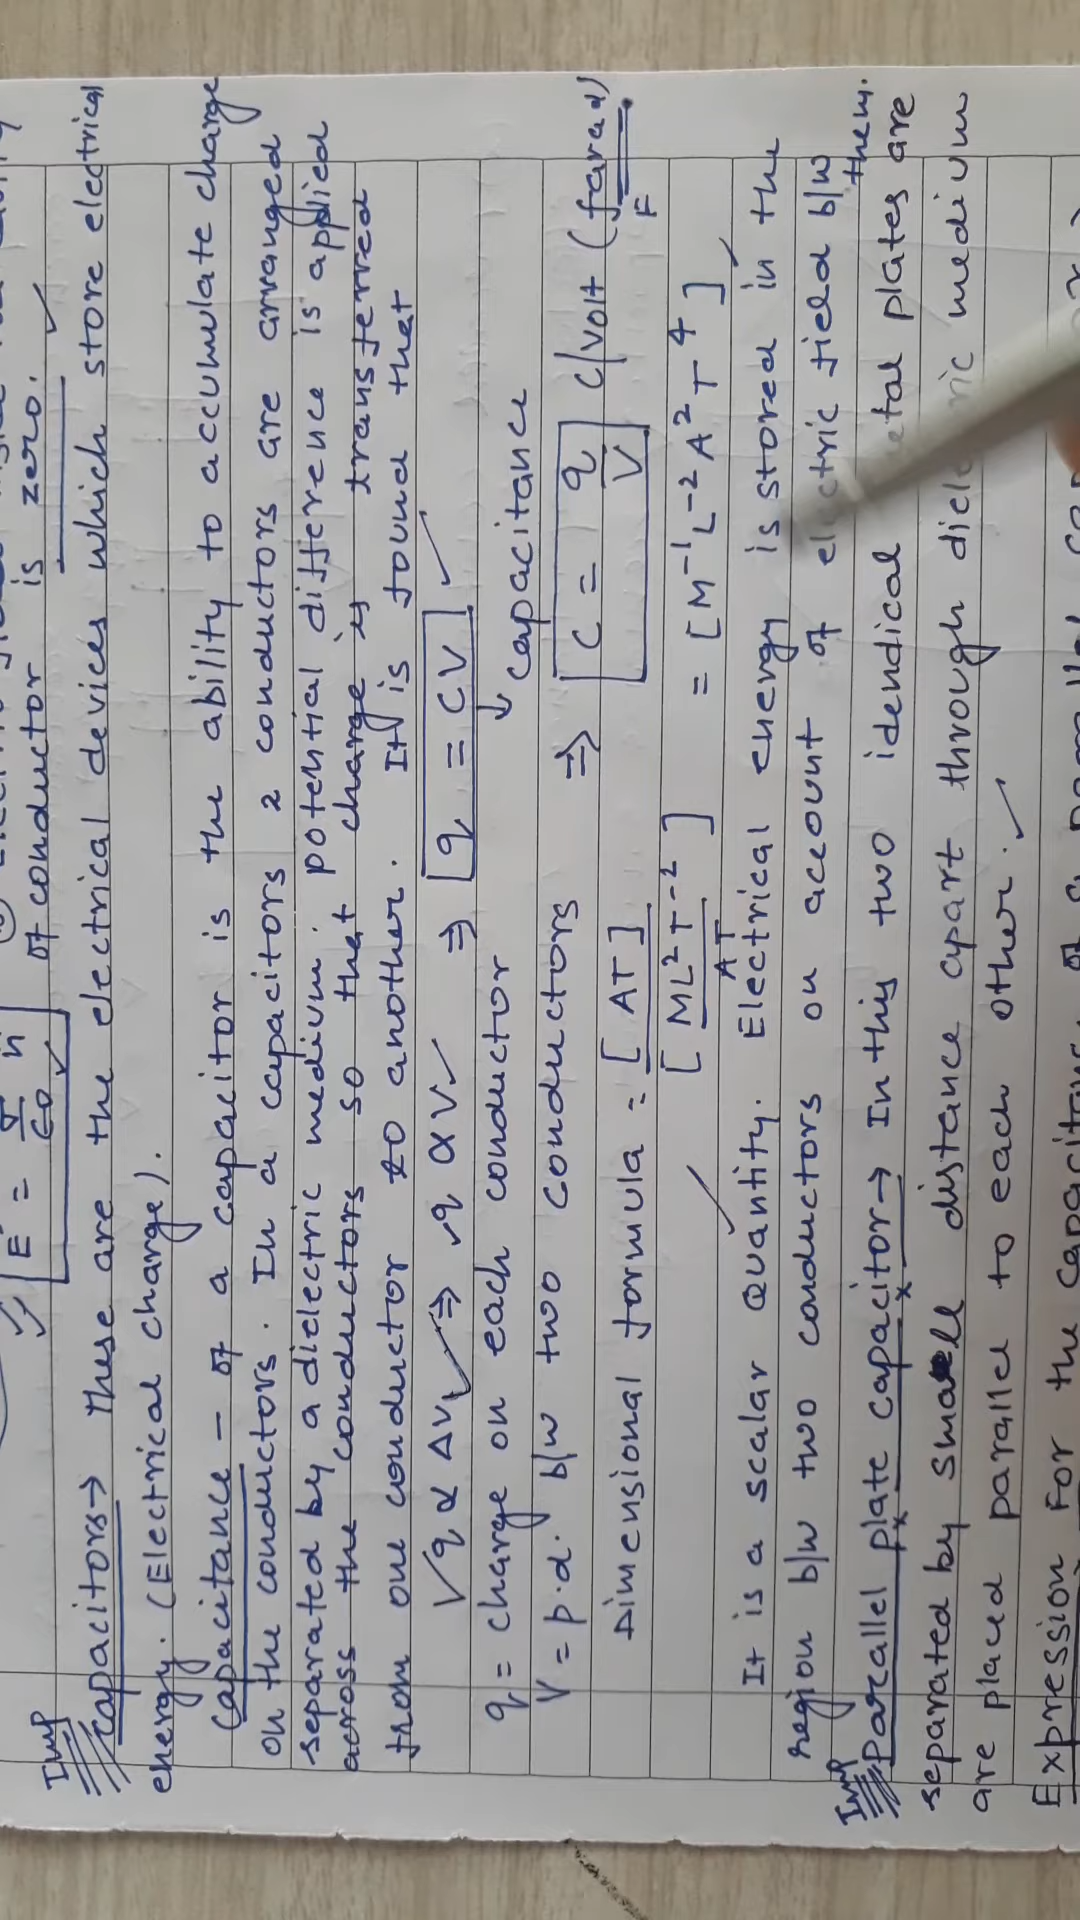 E = σ/ε0 n̂
of conductor is zero.
Imp
Capacitors → These are the electrical devices which store electrical
energy. (Electrical charge).
Capacitance - of a capacitor is the ability to accumulate charge
on the conductors. In a capacitors 2 conductors are arranged
separated by a dielectric medium. potential difference is applied
across the conductors so that charge is transferred
from one conductor to another. It is found that
q ∝ ΔV ⇒ q ∝ V ⇒ q = CV
↓ capacitance
q = charge on each conductor
V = p.d. b/w two conductors ⇒ C = q/V C/Volt (farad)
F
Dimensional formula = [AT]/[ML²T⁻²/AT] = [M⁻¹L⁻²A²T⁴]
It is a scalar Quantity. Electrical energy is stored in the
region b/w two conductors on account of electric field b/w them.
Imp
Parallel plate capacitor → In this two idendical metal plates are
separated by small distance apart through dielectric medium
are placed parallel to each other.
Expression For the capacitance of a parallel